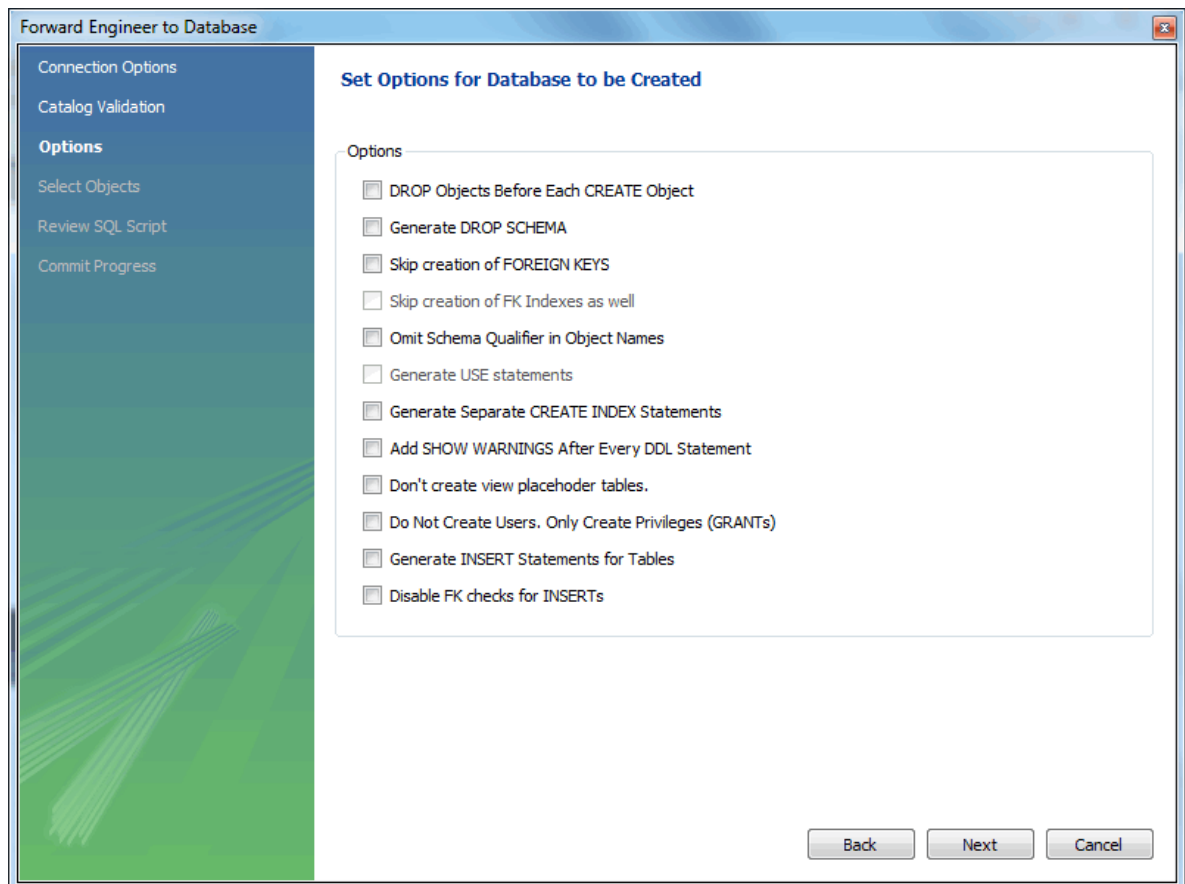 Forward Engineer to Database
Connection Options
Catalog Validation
Options
Select Objects
Review SQL Script
Commit Progress
Set Options for Database to be Created
Options
DROP Objects Before Each CREATE Object
Generate DROP SCHEMA
Skip creation of FOREIGN KEYS
Skip creation of FK Indexes as well
Omit Schema Qualifier in Object Names
Generate USE statements
Generate Separate CREATE INDEX Statements
Add SHOW WARNINGS After Every DDL Statement
Don't create view placehoder tables.
Do Not Create Users. Only Create Privileges (GRANTs)
Generate INSERT Statements for Tables
Disable FK checks for INSERTs
Back Next Cancel